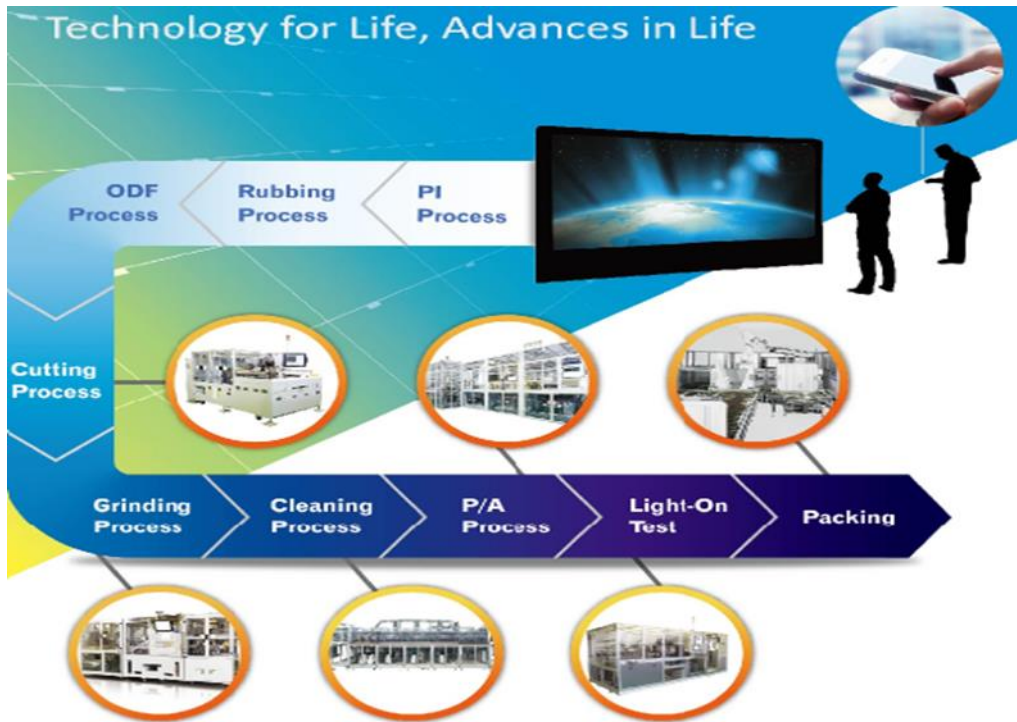 Technology for Life, Advances in Life
ODF
Process
Rubbing
Process
PI
Process
Cutting
Process
Grinding
Process
Cleaning
Process
P/A
Process
Light-On
Test
Packing